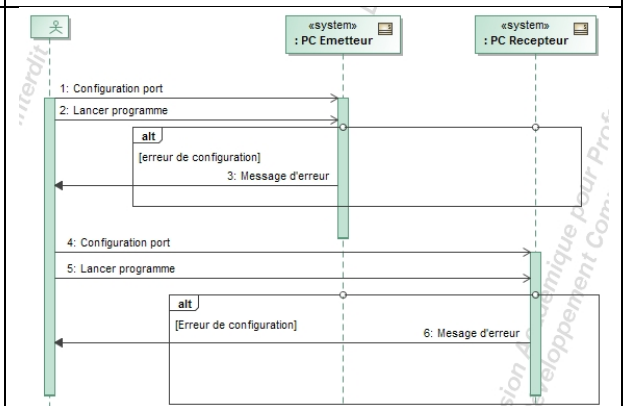 «system»
: PC Emetteur
«system»
: PC Recepteur
1: Configuration port
2: Lancer programme
alt
[erreur de configuration]
3: Message d'erreur
4: Configuration port
5: Lancer programme
alt
[Erreur de configuration]
6: Mesage d'erreur